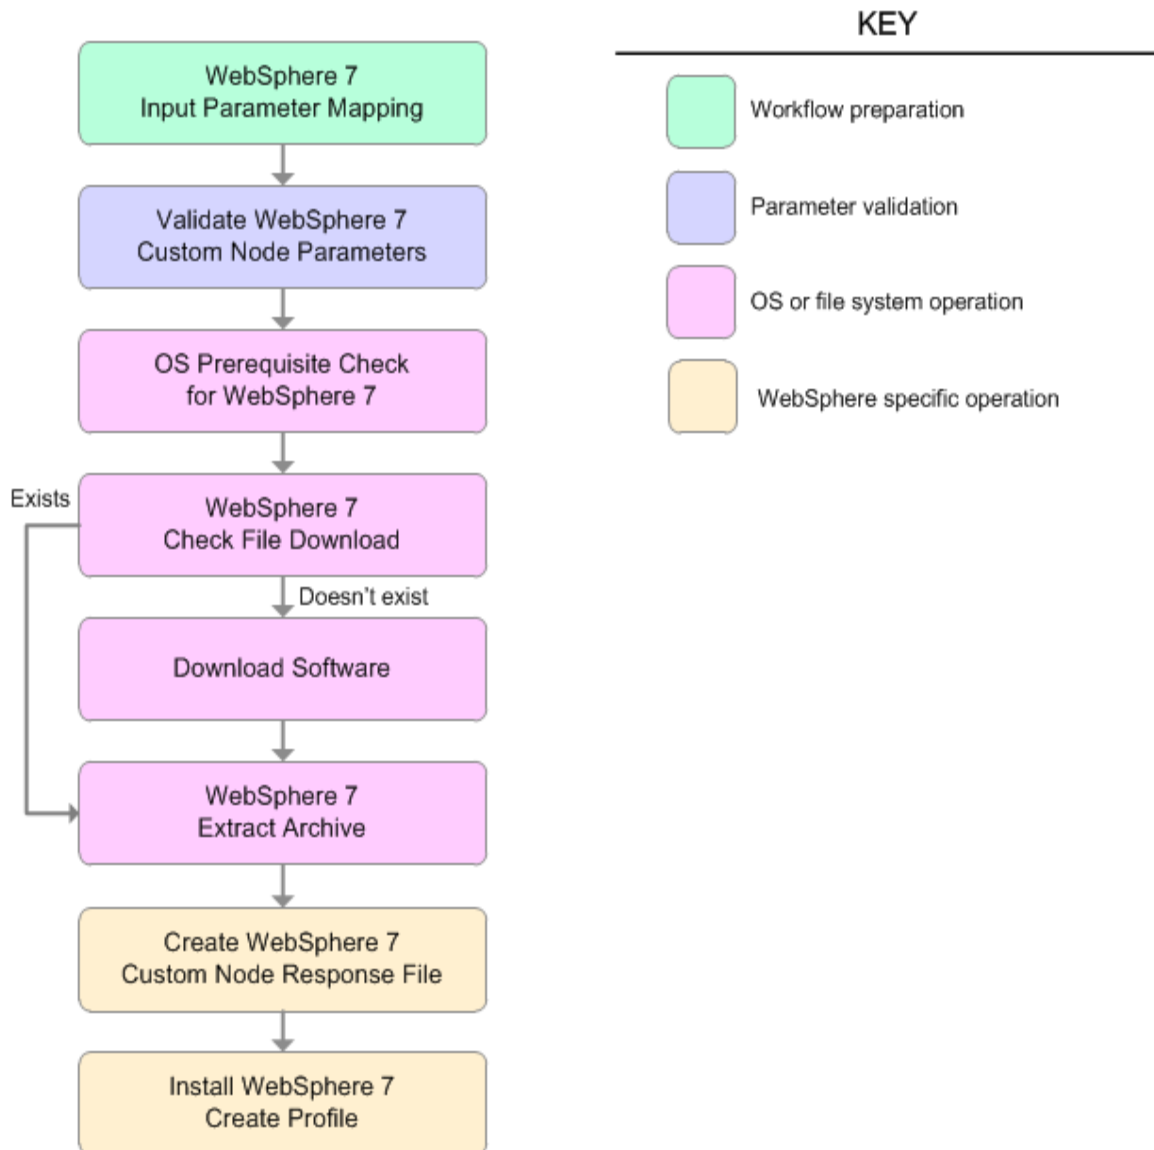 WebSphere 7
Input Parameter Mapping
Validate WebSphere 7
Custom Node Parameters
OS Prerequisite Check
for WebSphere 7
Exists
WebSphere 7
Check File Download
Doesn't exist
Download Software
WebSphere 7
Extract Archive
Create WebSphere 7
Custom Node Response File
Install WebSphere 7
Create Profile
KEY
Workflow preparation
Parameter validation
OS or file system operation
WebSphere specific operation